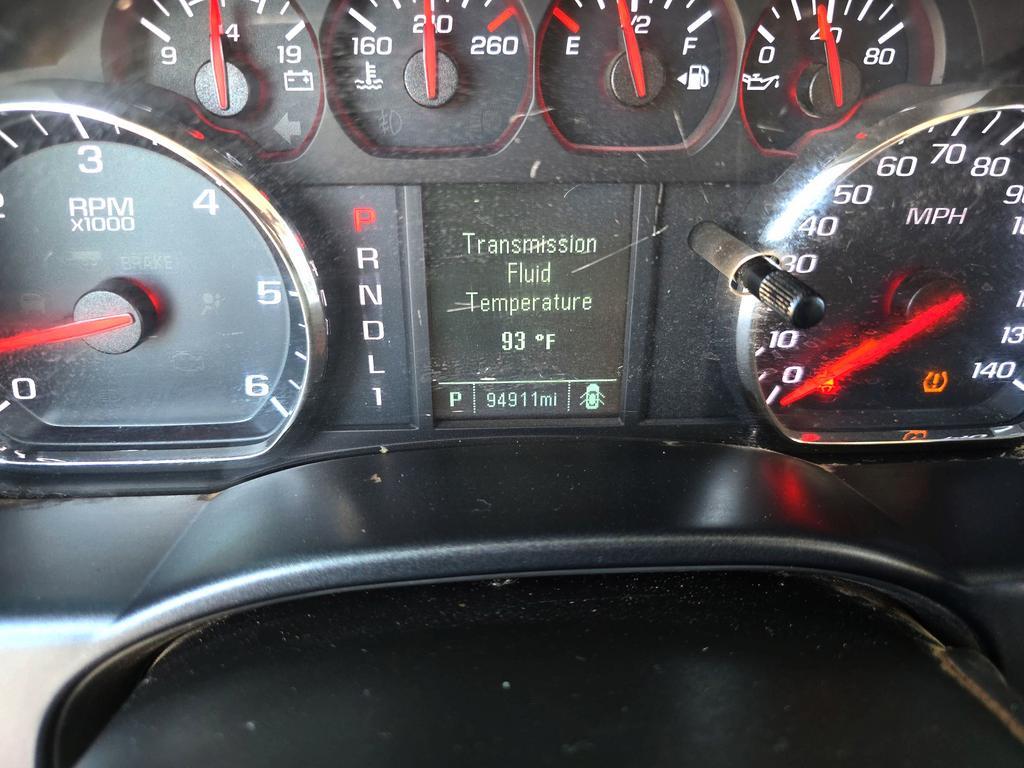 9 14 19
160 210 260
E 1/2 F
0 40 80
3
4
RPM
x1000
BRAKE
5
6
0
P
R
N
D
L
1
Transmission
Fluid
Temperature
93 °F
P 94911mi
MPH
0
10
30
40
50
60
70
80
140